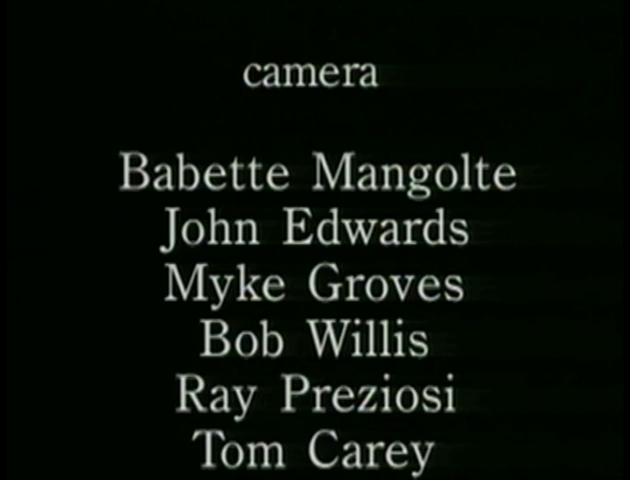 camera
Babette Mangolte
John Edwards
Myke Groves
Bob Willis
Ray Preziosi
Tom Carey